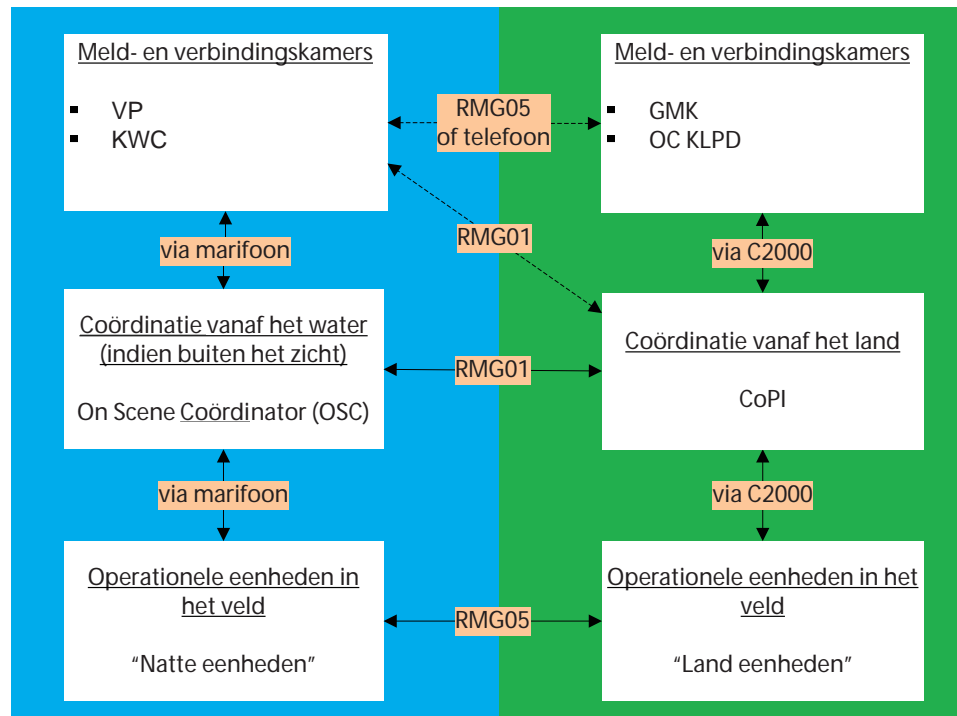 Meld- en verbindingskamers
▪ VP
▪ KWC
RMG05
of telefoon
Meld- en verbindingskamers
▪ GMK
▪ OC KLPD
via marifoon
RMG01
via C2000
Coördinatie vanaf het water
(indien buiten het zicht)
On Scene Coördinator (OSC)
RMG01
Coördinatie vanaf het land
CoPI
via marifoon
via C2000
Operationele eenheden in
het veld
“Natte eenheden”
RMG05
Operationele eenheden in het
veld
“Land eenheden”